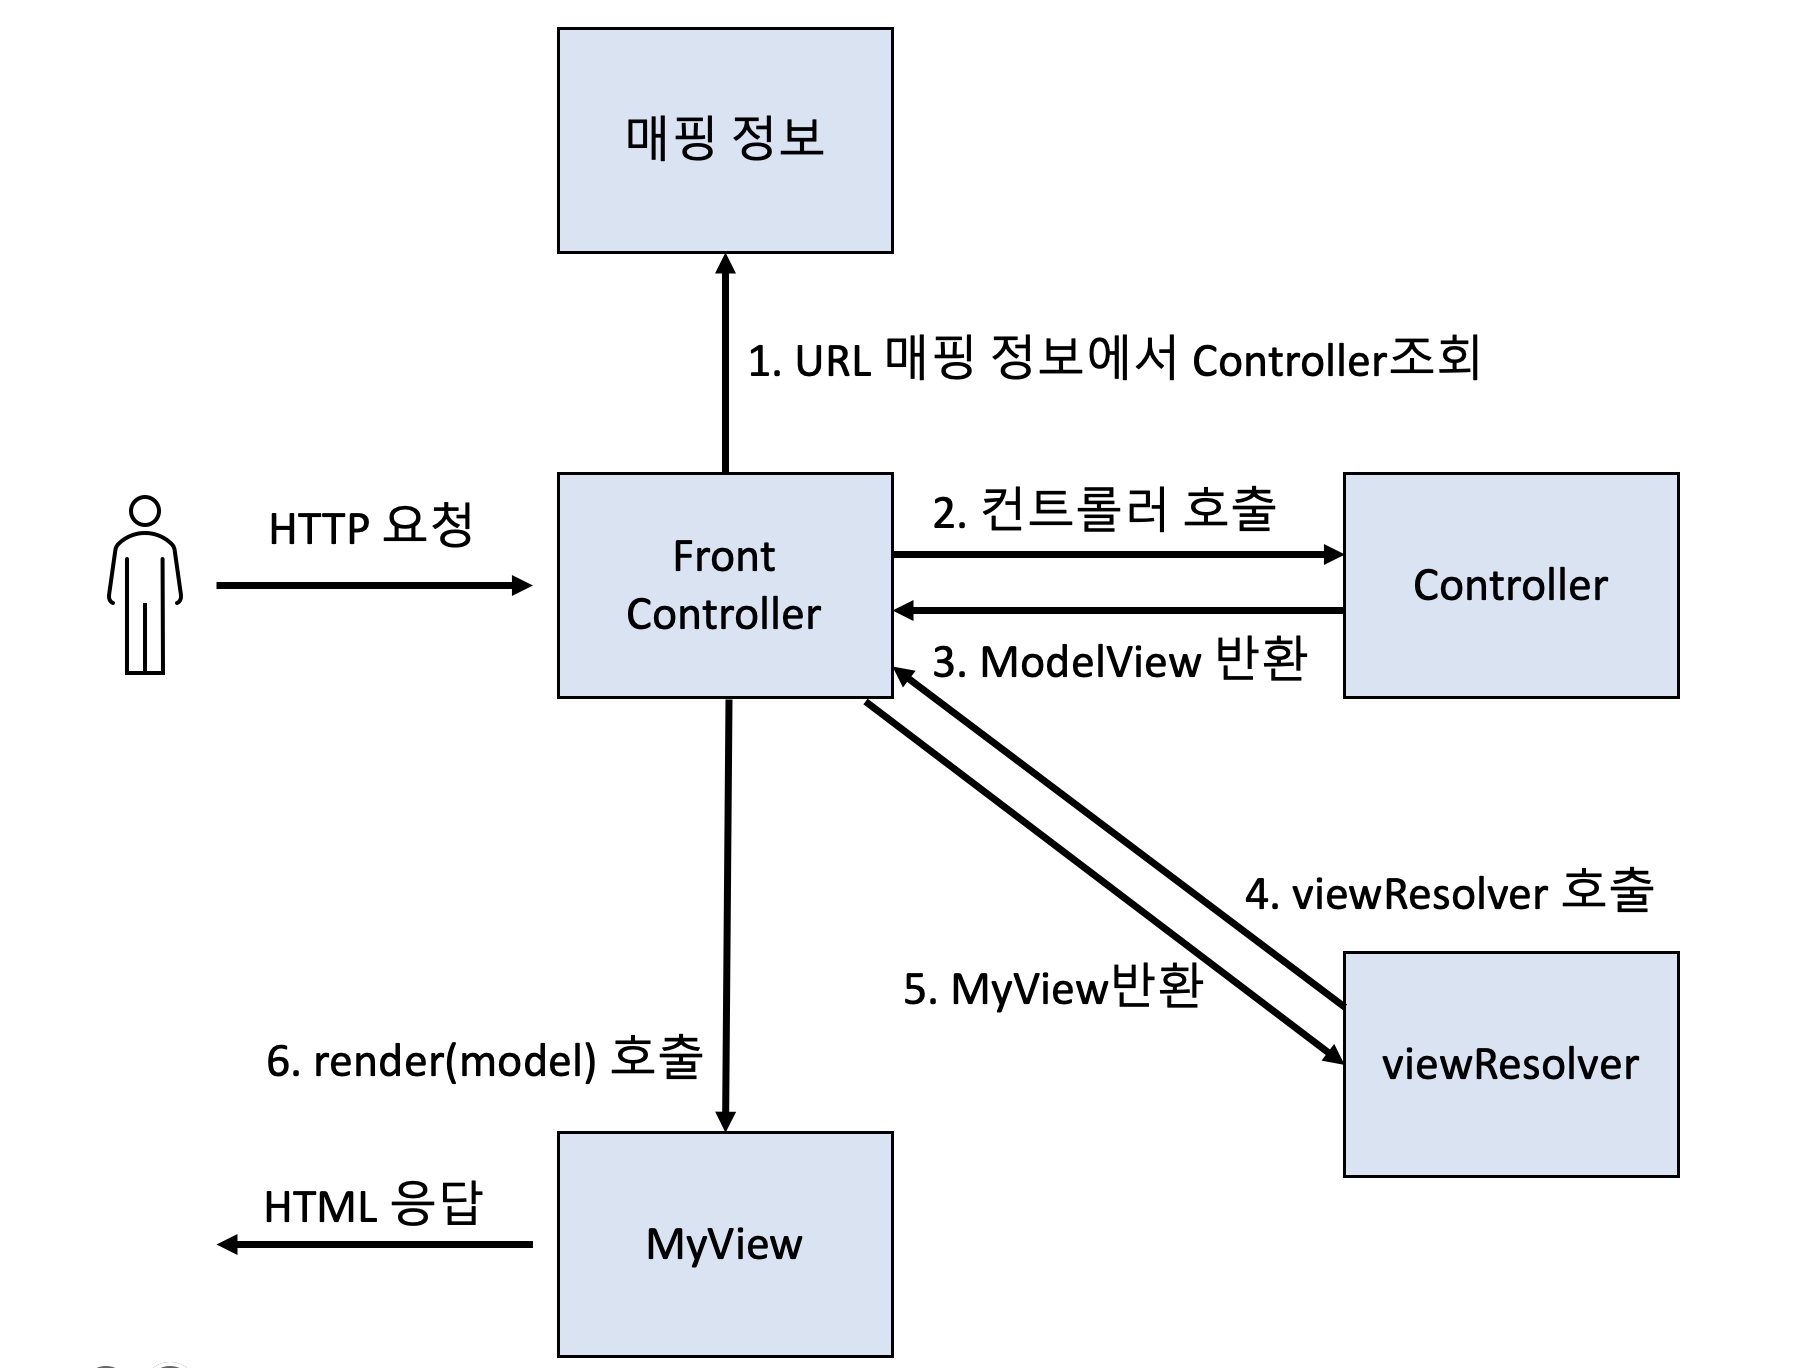 매핑 정보
1. URL 매핑 정보에서 Controller조회
HTTP 요청
Front
Controller
2. 컨트롤러 호출
Controller
3. ModelView 반환
4. viewResolver 호출
5. MyView반환
viewResolver
6. render(model) 호출
HTML 응답
MyView